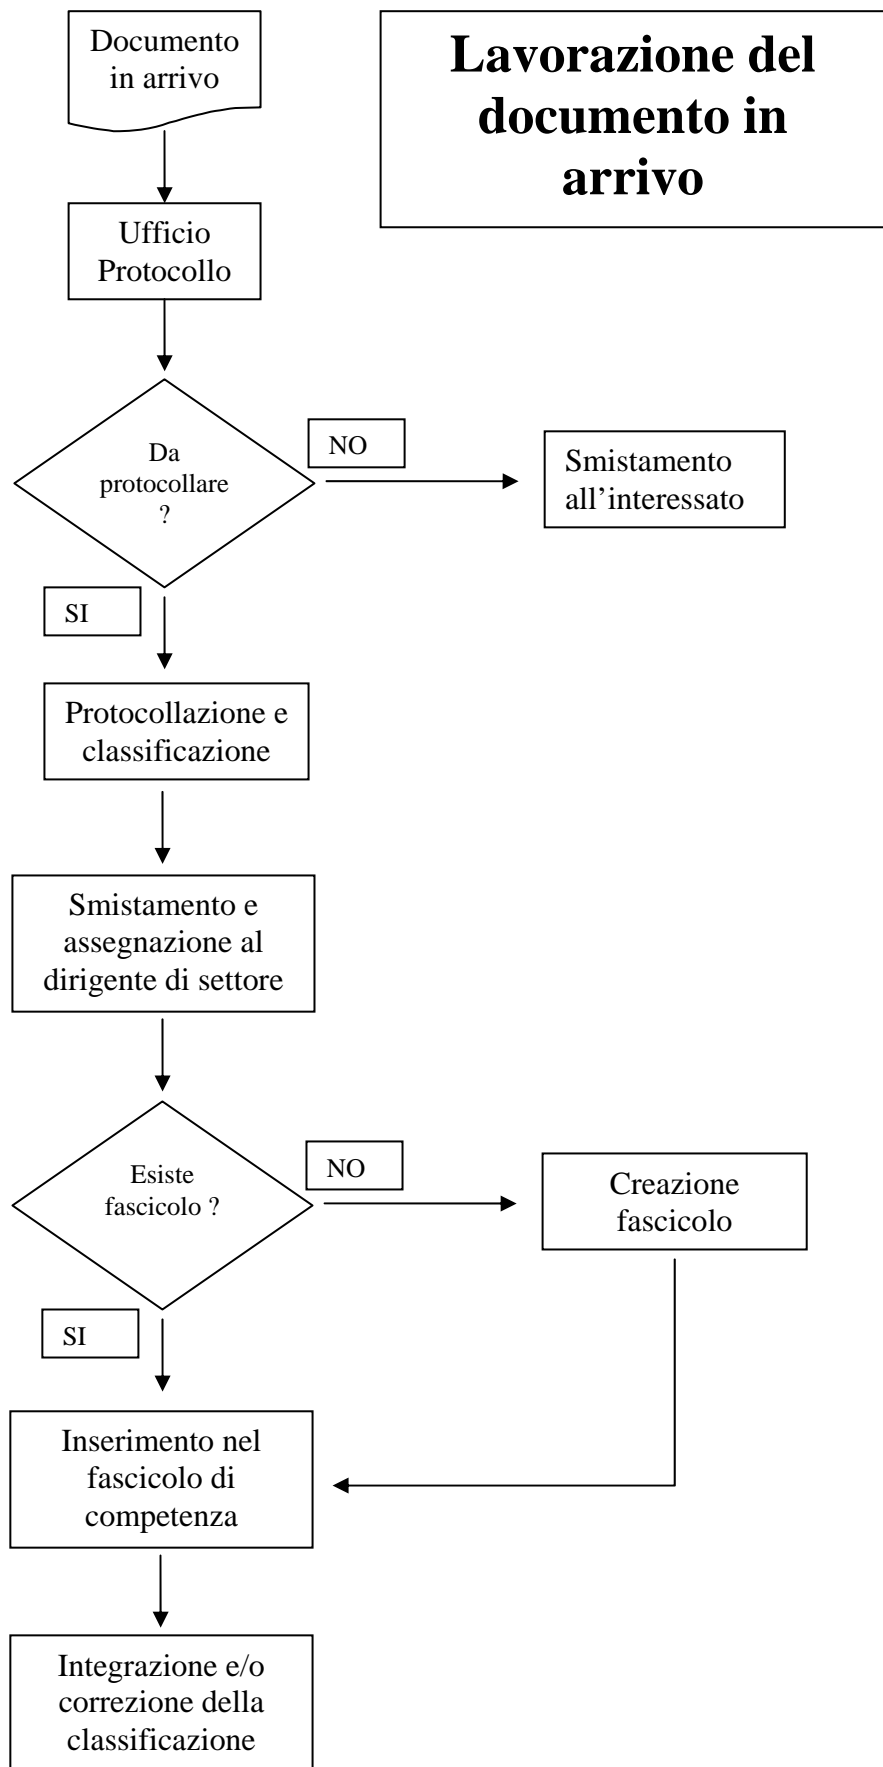 Documento
in arrivo
Lavorazione del
documento in
arrivo
Ufficio
Protocollo
Da
protocollare
?
NO
Smistamento
all’interessato
SI
Protocollazione e
classificazione
Smistamento e
assegnazione al
dirigente di settore
Esiste
fascicolo ?
NO
Creazione
fascicolo
SI
Inserimento nel
fascicolo di
competenza
Integrazione e/o
correzione della
classificazione